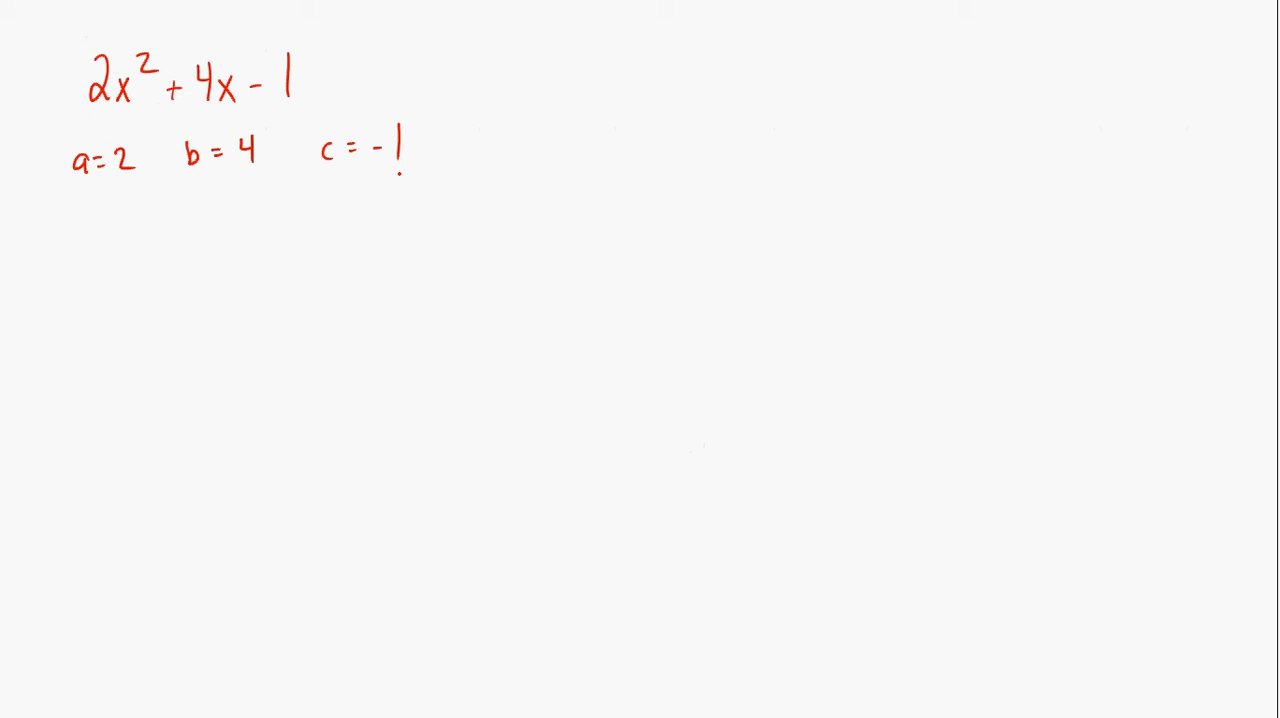 2x² + 4x - 1
a = 2 b = 4 c = -1